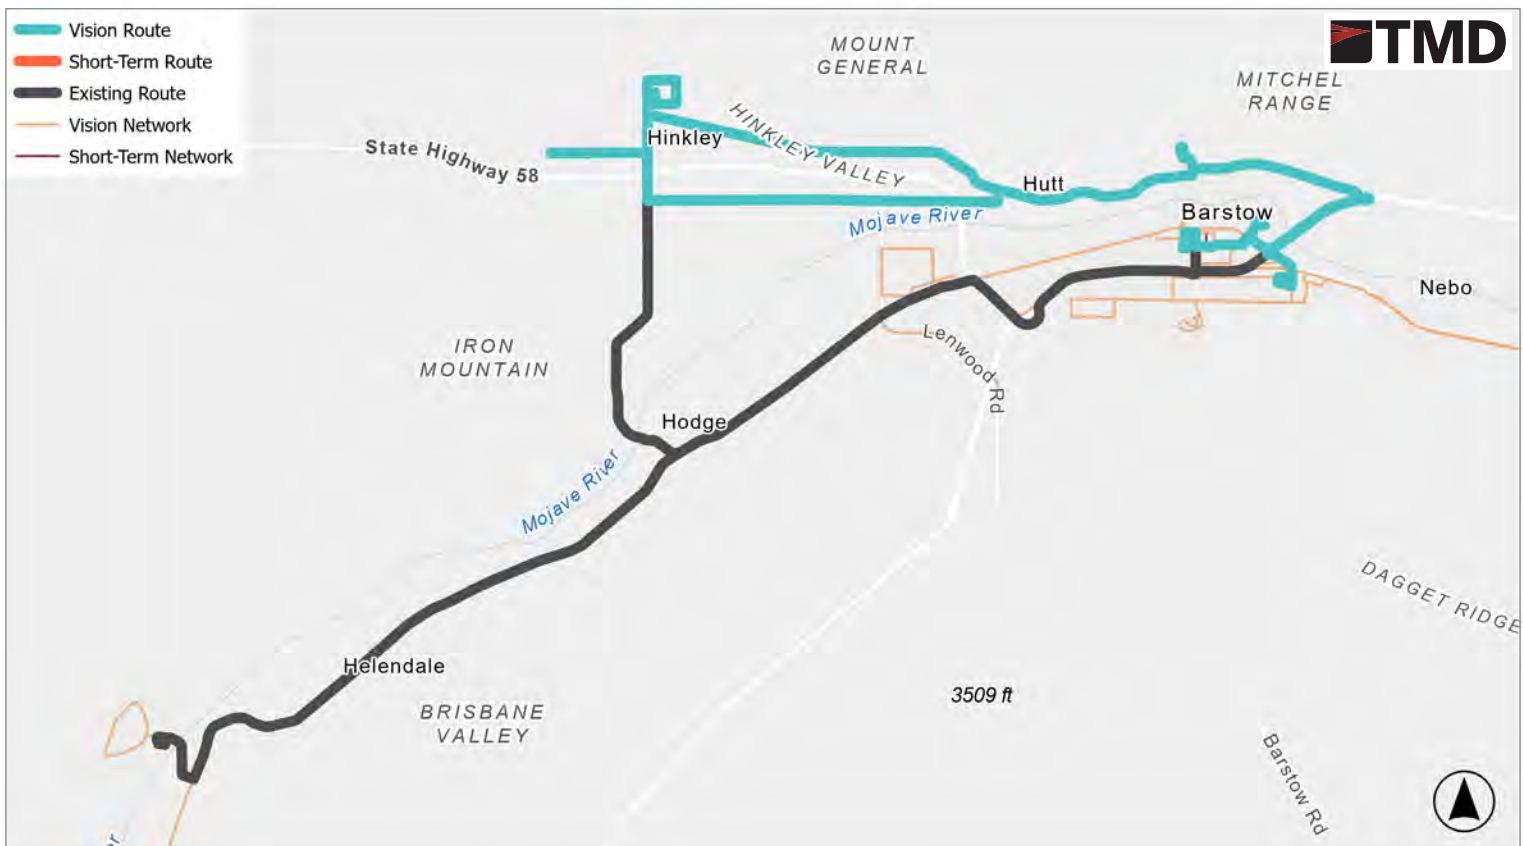 Vision Route
Short-Term Route
Existing Route
Vision Network
Short-Term Network
TMD
MOUNT
GENERAL
MITCHEL
RANGE
HINKLEY VALLEY
Hinkley
State Highway 58
Hutt
Mojave River
Barstow
Nebo
IRON
MOUNTAIN
Lenwood Rd
Hodge
Mojave River
DAGGET RIDGE
Helendale
3509 ft
BRISBANE
VALLEY
Barstow Rd